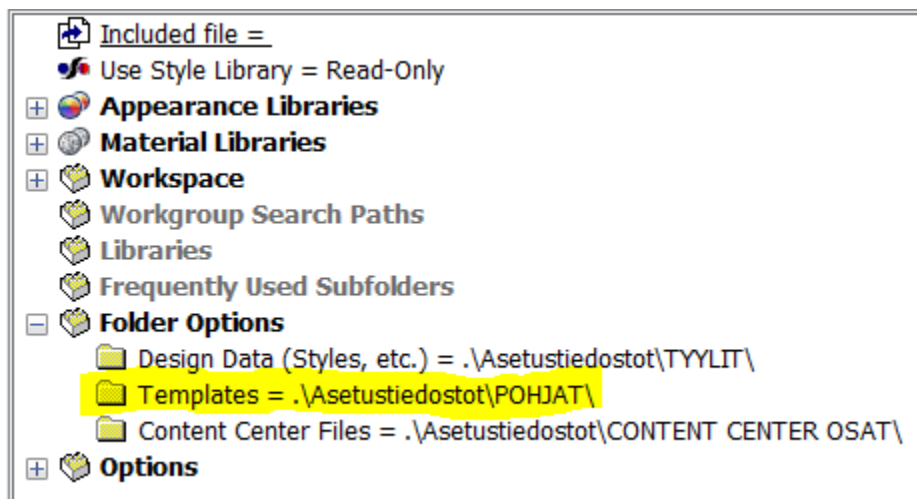 Included file =
Use Style Library = Read-Only
Appearance Libraries
Material Libraries
Workspace
Workgroup Search Paths
Libraries
Frequently Used Subfolders
Folder Options
Design Data (Styles, etc.) = .\Asetustiedostot\TYYLIT\
Templates = .\Asetustiedostot\POHJAT\
Content Center Files = .\Asetustiedostot\CONTENT CENTER OSAT\
Options